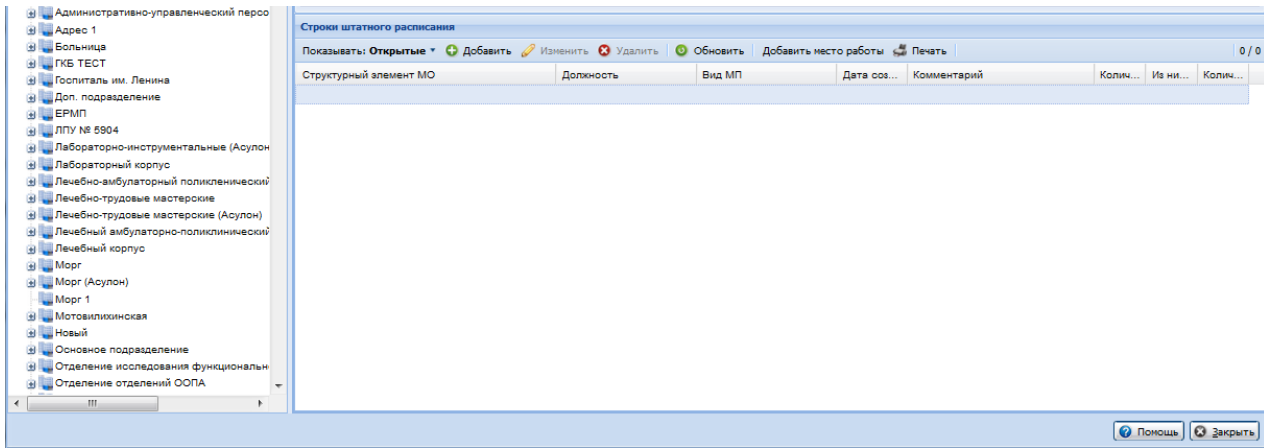 Административно-управленческий персо
Адрес 1
Больница
ГКБ ТЕСТ
Госпиталь им. Ленина
Доп. подразделение
ЕРМП
ЛПУ № 5904
Лабораторно-инструментальные (Асулон
Лабораторный корпус
Лечебно-амбулаторный поликленический
Лечебно-трудовые мастерские
Лечебно-трудовые мастерские (Асулон)
Лечебный амбулаторно-поликлинический
Лечебный корпус
Морг
Морг (Асулон)
Морг 1
Мотовилихинская
Новый
Основное подразделение
Отделение исследования функциональн
Отделение отделений ООПА
Строки штатного расписания
Показывать: Открытые Добавить Изменить Удалить Обновить Добавить место работы Печать 0 / 0
Структурный элемент МО Должность Вид МП Дата соз... Комментарий Колич... Из ни... Колич...
Помощь Закрыть